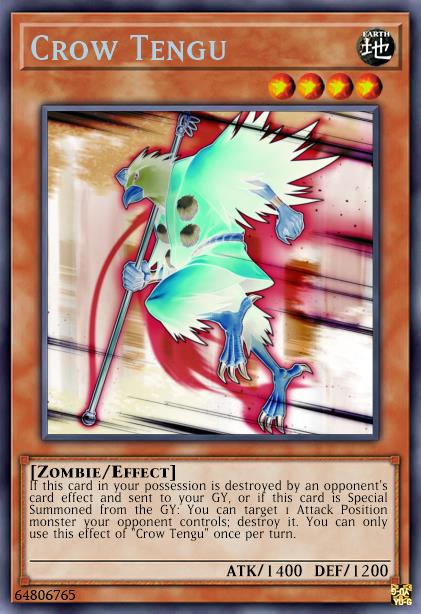 Crow Tengu
EARTH
地
[Zombie/Effect]
If this card in your possession is destroyed by an opponent's
card effect and sent to your GY, or if this card is Special
Summoned from the GY: You can target 1 Attack Position
monster your opponent controls; destroy it. You can only
use this effect of "Crow Tengu" once per turn.
ATK/1400 DEF/1200
64806765